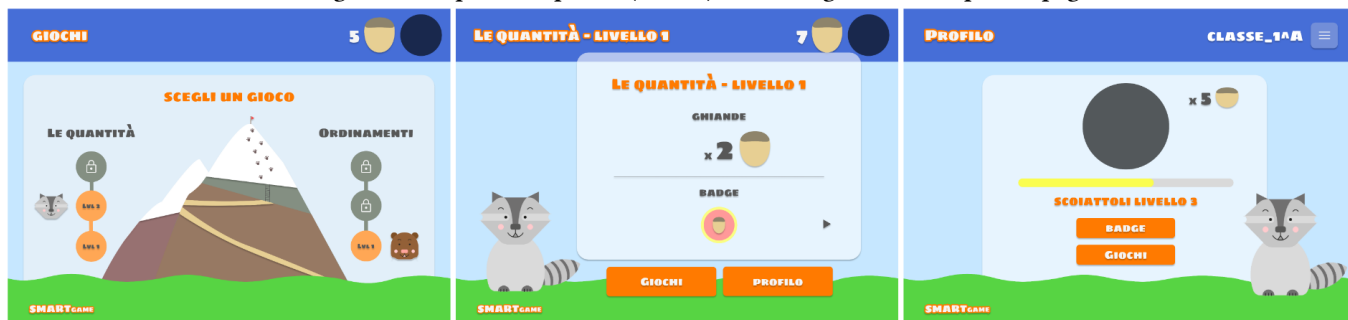 GIOCHI 5
SCEGLI UN GIOCO
LE QUANTITÀ ORDINAMENTI
LVL 2
LVL 1 LVL 1
SMARTGAME
LE QUANTITÀ - LIVELLO 1 7
LE QUANTITÀ - LIVELLO 1
GHIANDE
x 2
BADGE
GIOCHI PROFILO
SMARTGAME
PROFILO CLASSE_1^A
x 5
SCOIATTOLI LIVELLO 3
BADGE
GIOCHI
SMARTGAME